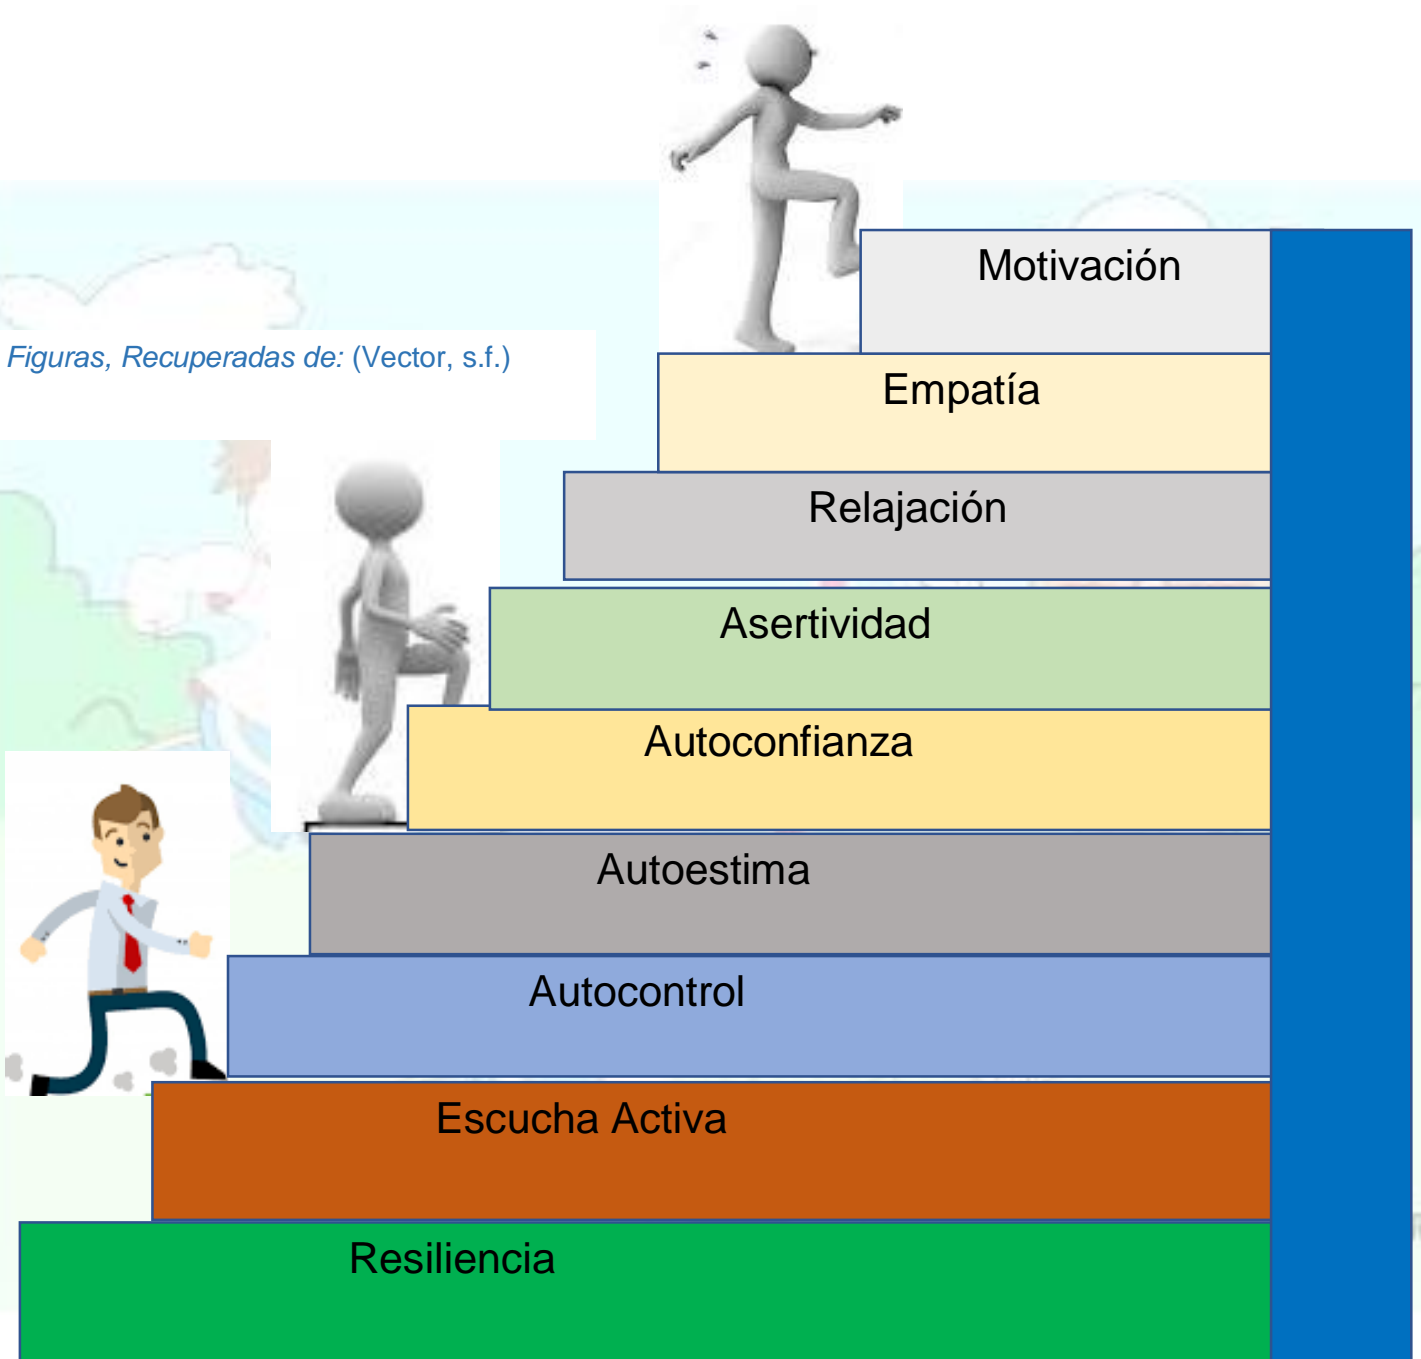 Motivación
Figuras, Recuperadas de: (Vector, s.f.)
Empatía
Relajación
Asertividad
Autoconfianza
Autoestima
Autocontrol
Escucha Activa
Resiliencia